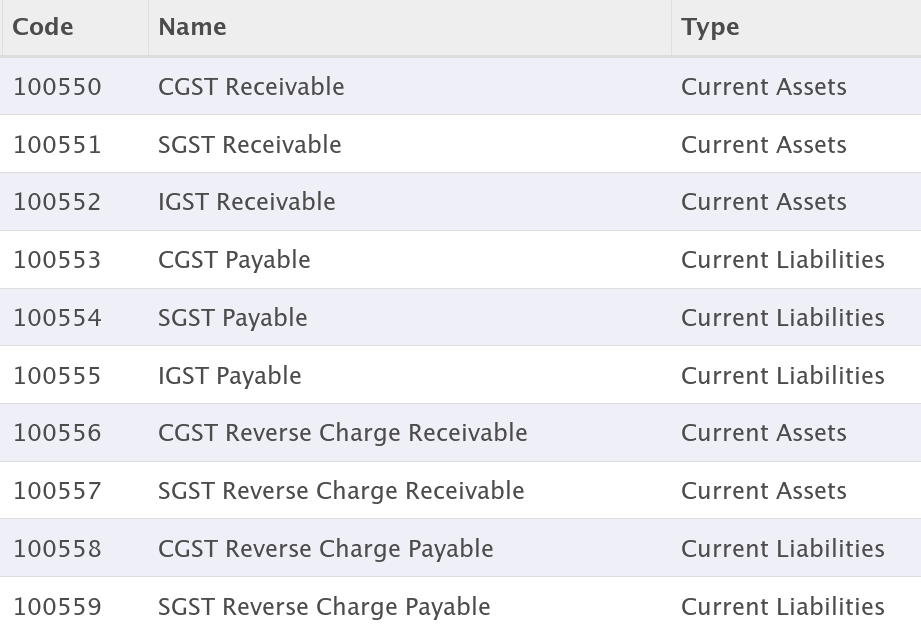 Code Name Type
100550 CGST Receivable Current Assets
100551 SGST Receivable Current Assets
100552 IGST Receivable Current Assets
100553 CGST Payable Current Liabilities
100554 SGST Payable Current Liabilities
100555 IGST Payable Current Liabilities
100556 CGST Reverse Charge Receivable Current Assets
100557 SGST Reverse Charge Receivable Current Assets
100558 CGST Reverse Charge Payable Current Liabilities
100559 SGST Reverse Charge Payable Current Liabilities